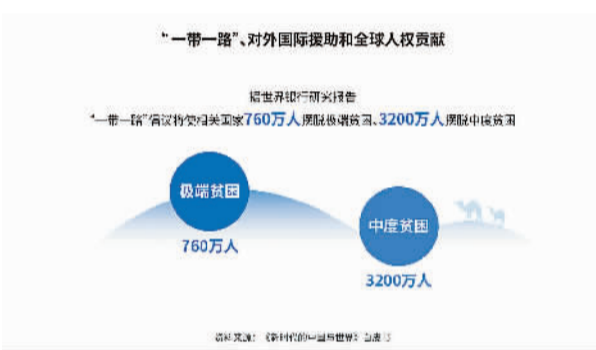 “一带一路”、对外国际援助和全球人权贡献
据世界银行研究报告
“一带一路”倡议将使相关国家760万人摆脱极端贫困、3200万人摆脱中度贫困
极端贫困
760万人
中度贫困
3200万人
资料来源：《新时代的中国与世界》白皮书